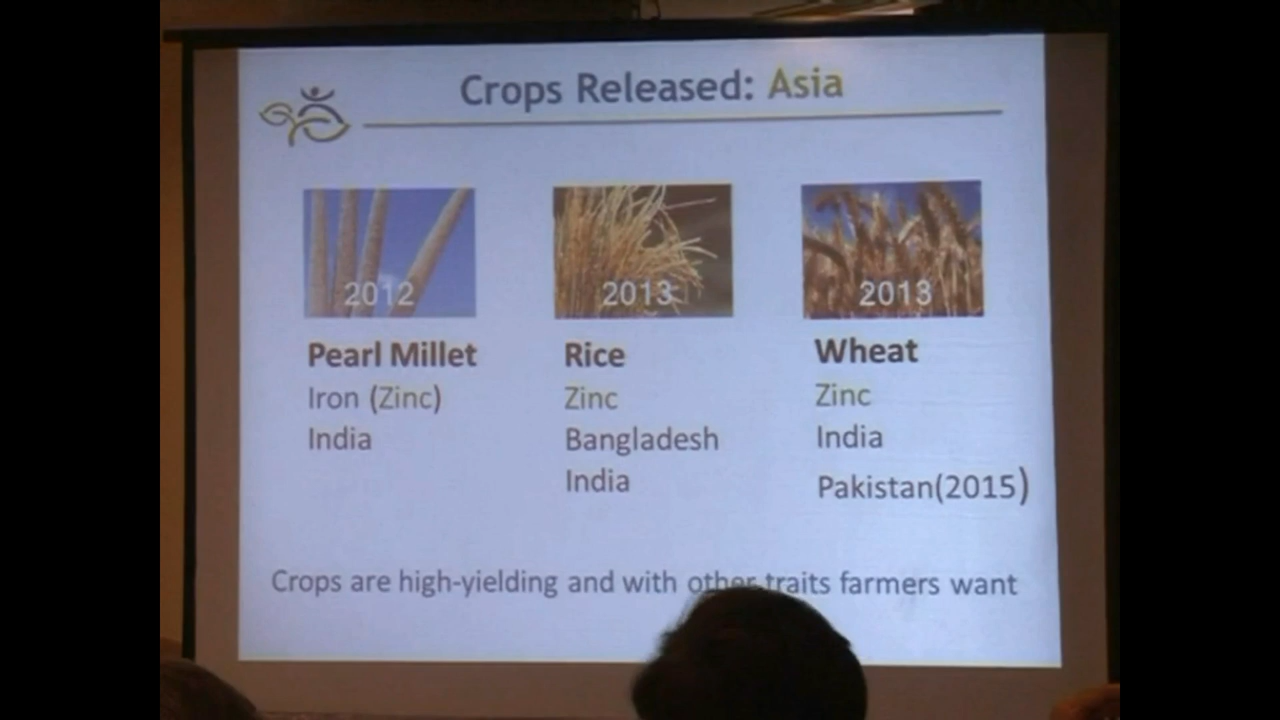 Crops Released: Asia
2012
2013
2013
Pearl Millet
Iron (Zinc)
India
Rice
Zinc
Bangladesh
India
Wheat
Zinc
India
Pakistan(2015)
Crops are high-yielding and with other traits farmers want